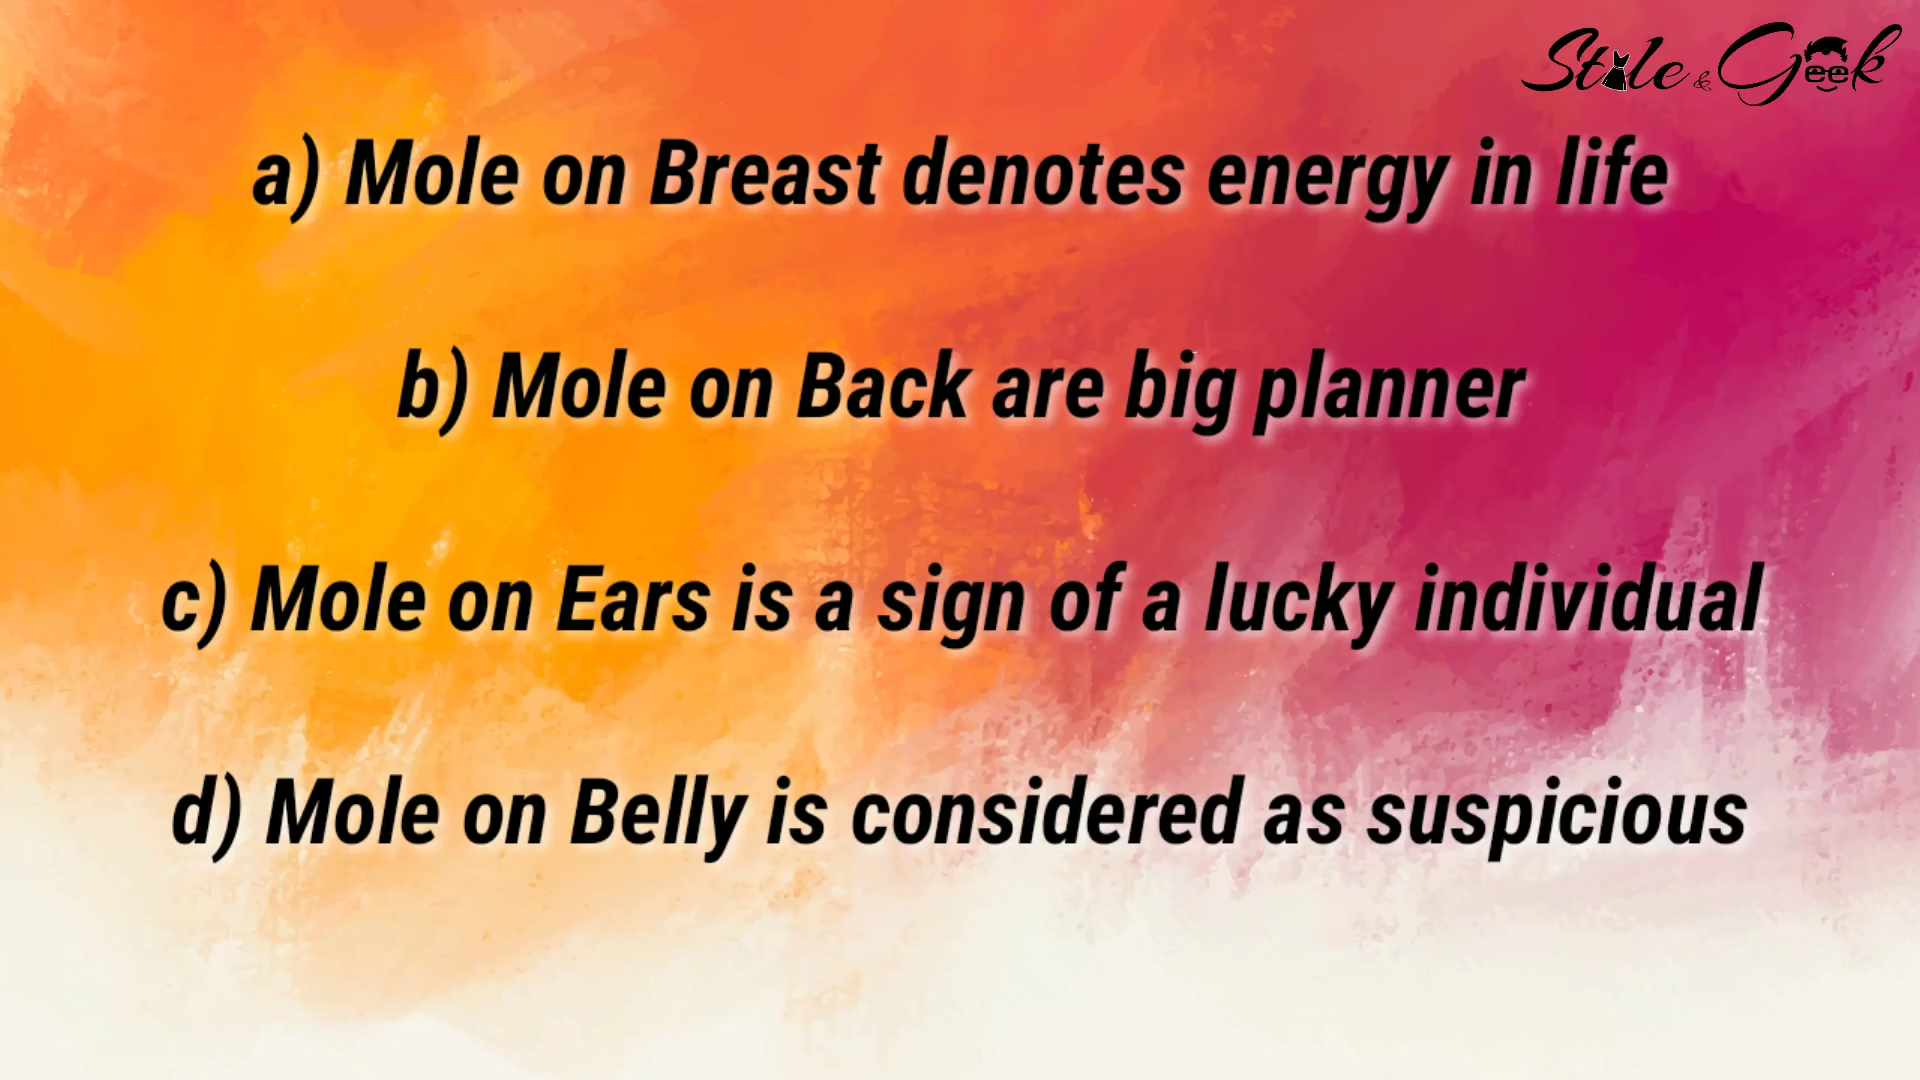 Style & Geek
a) Mole on Breast denotes energy in life
b) Mole on Back are big planner
c) Mole on Ears is a sign of a lucky individual
d) Mole on Belly is considered as suspicious